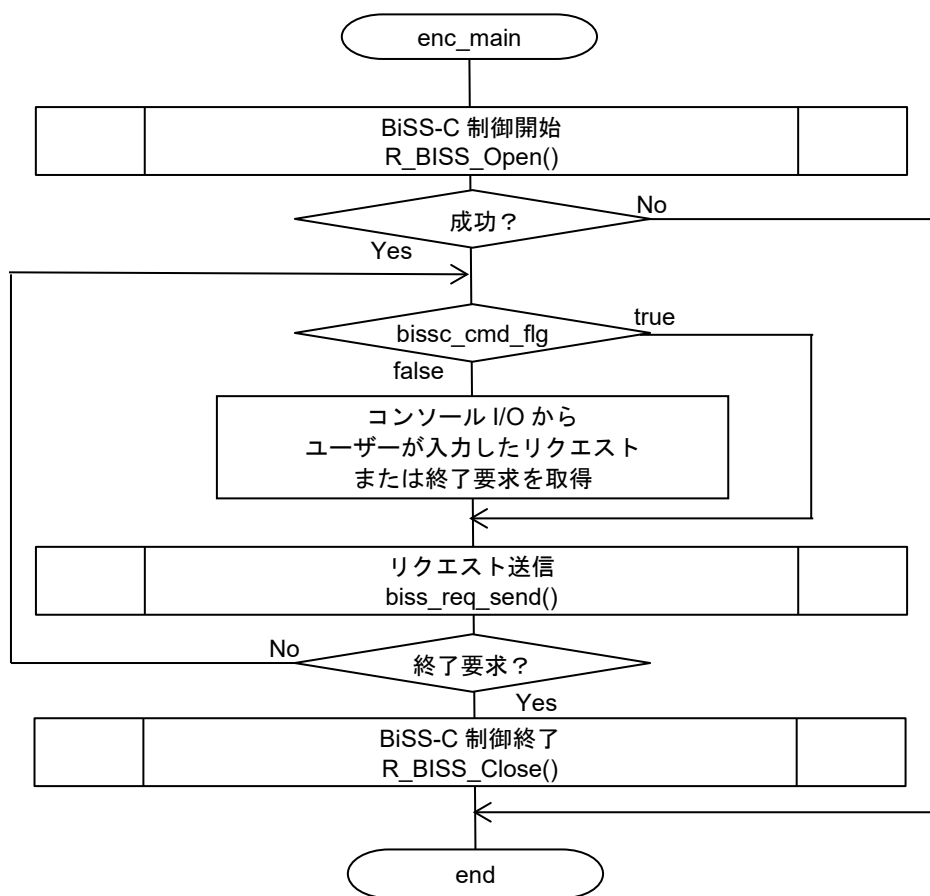 enc_main
BiSS-C 制御開始
R_BISS_Open()
成功？
No
Yes
bissc_cmd_flg
true
false
コンソール I/O から
ユーザーが入力したリクエスト
または終了要求を取得
リクエスト送信
biss_req_send()
No
終了要求？
Yes
BiSS-C 制御終了
R_BISS_Close()
end